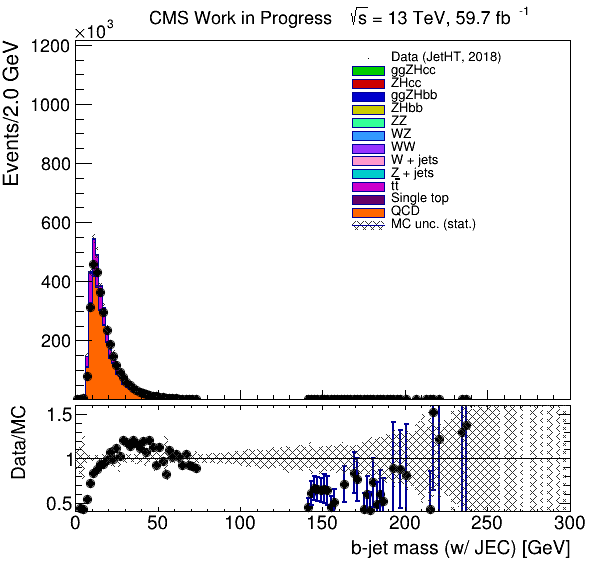 CMS Work in Progress √s = 13 TeV, 59.7 fb -1
×10³
Events/2.0 GeV
1200
1000
800
600
400
200
Data (JetHT, 2018)
ggZHcc
ZHcc
ggZHbb
ZHbb
ZZ
WZ
WW
W + jets
Z + jets
tt̄
Single top
QCD
MC unc. (stat.)
Data/MC
1.5
1
0.5
0 50 100 150 200 250 300
b-jet mass (w/ JEC) [GeV]